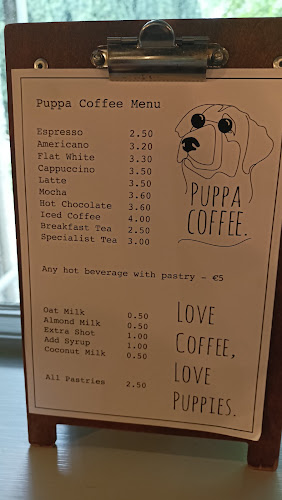 Puppa Coffee Menu
Espresso 2.50
Americano 3.20
Flat White 3.30
Cappuccino 3.50
Latte 3.50
Mocha 3.60
Hot Chocolate 3.60
Iced Coffee 4.00
Breakfast Tea 2.50
Specialist Tea 3.00
PUPPA
COFFEE.
Any hot beverage with pastry - €5
Oat Milk 0.50
Almond Milk 0.50
Extra Shot 1.00
Add Syrup 1.00
Coconut Milk 0.50
All Pastries 2.50
LOVE
COFFEE,
LOVE
PUPPIES.